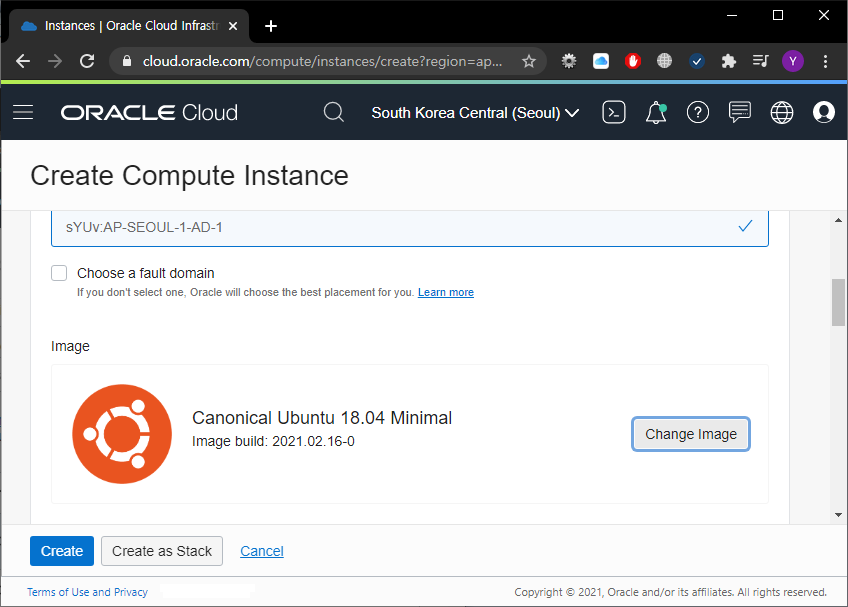 Instances | Oracle Cloud Infrastr
cloud.oracle.com/compute/instances/create?region=ap...
Y
ORACLE Cloud
South Korea Central (Seoul)
Create Compute Instance
sYUv:AP-SEOUL-1-AD-1
Choose a fault domain
If you don't select one, Oracle will choose the best placement for you. Learn more
Image
Canonical Ubuntu 18.04 Minimal
Image build: 2021.02.16-0
Change Image
Create
Create as Stack
Cancel
Terms of Use and Privacy
Copyright © 2021, Oracle and/or its affiliates. All rights reserved.